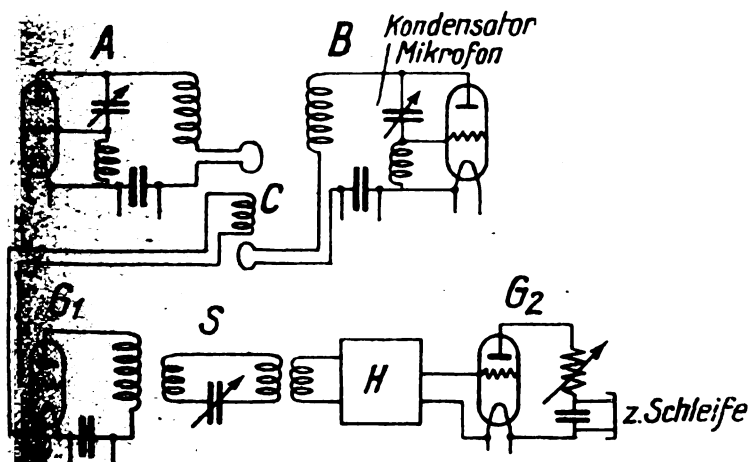 A
B
Kondensator
Mikrofon
C
G1
S
G2
H
z.Schleife